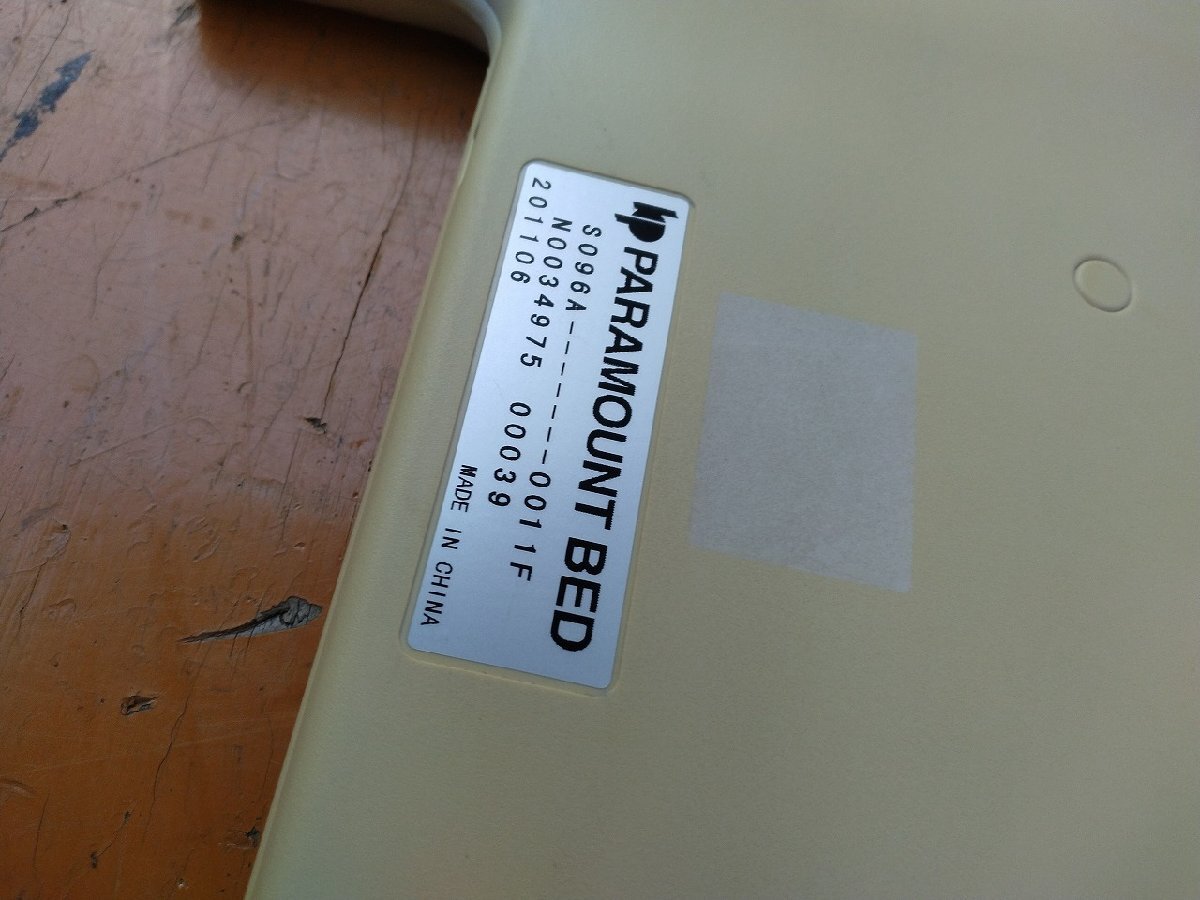 PARAMOUNT BED
S096A--------0011F
N0034975 00039
201106 MADE IN CHINA